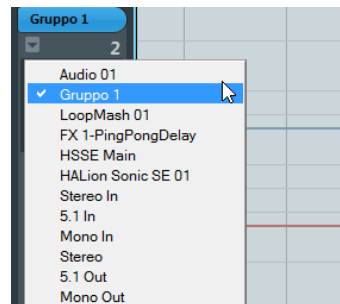 Gruppo 1
2
Audio 01
Gruppo 1
LoopMash 01
FX 1-PingPongDelay
HSSE Main
HALion Sonic SE 01
Stereo In
5.1 In
Mono In
Stereo
5.1 Out
Mono Out